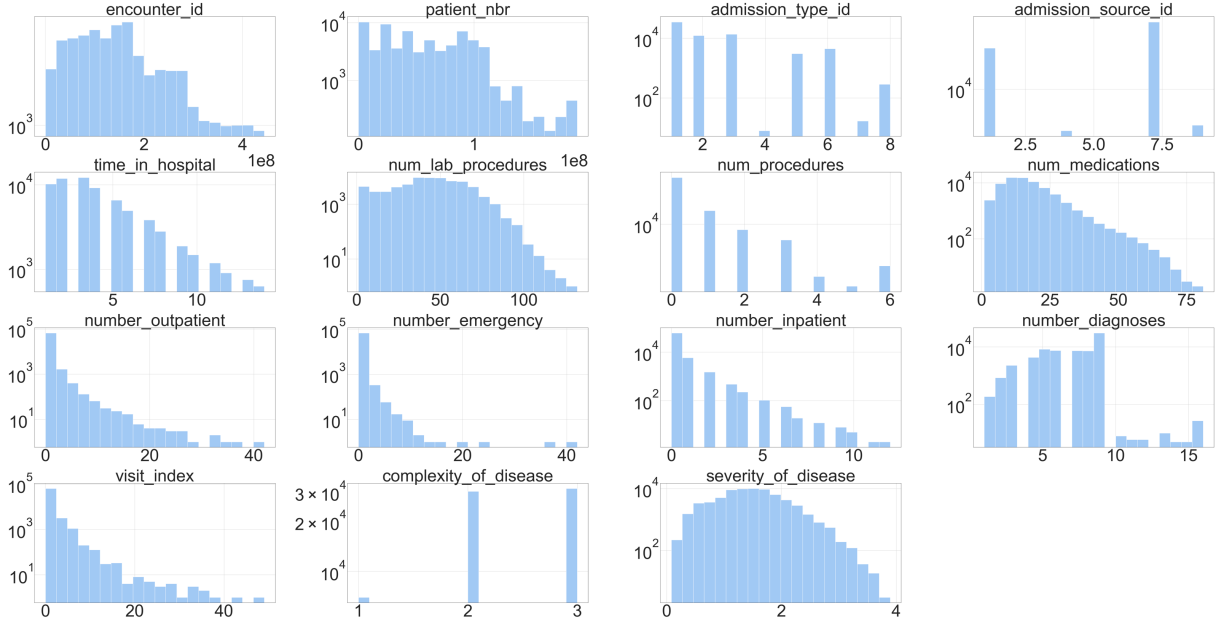 encounter_id patient_nbr admission_type_id admission_source_id
10^3 0 2 4 1e8
10^4 10^3 0 1 1e8
10^4 10^2 2 4 6 8
10^4 2.5 5.0 7.5
time_in_hospital num_lab_procedures num_procedures num_medications
10^4 10^3 5 10
10^3 10^1 0 50 100
10^4 0 2 4 6
10^4 10^2 0 25 50 75
number_outpatient number_emergency number_inpatient number_diagnoses
10^5 10^3 10^1 0 20 40
10^5 10^3 10^1 0 20 40
10^4 10^2 0 5 10
10^4 10^2 5 10 15
visit_index complexity_of_disease severity_of_disease
10^5 10^3 10^1 0 20 40
3 × 10^4 2 × 10^4 10^4 1 2 3
10^4 10^2 0 2 4